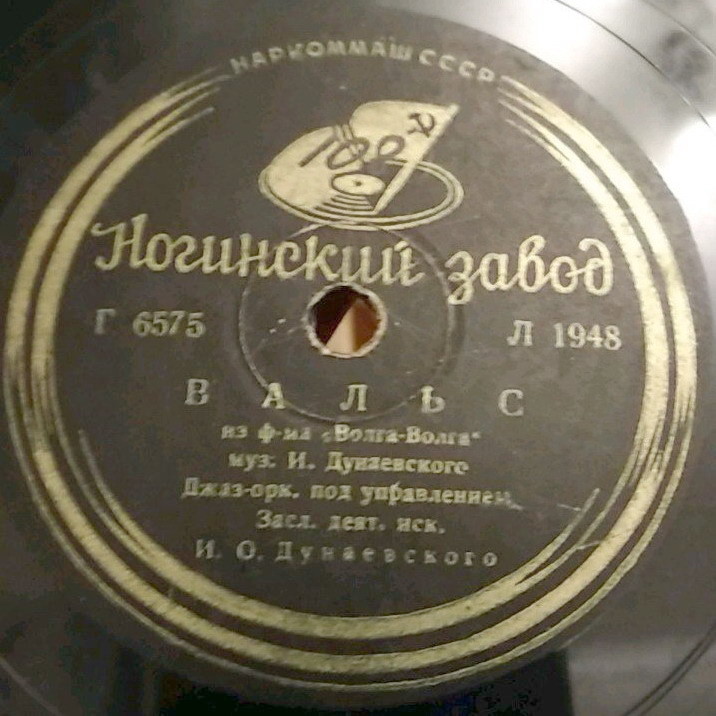 НАРКОММАШ СССР
Ногинский завод
Г 6575 Л 1948
ВАЛЬС
из ф-ма „Волга-Волга“
муз. И. Дунаевского
Джаз-орк. под управлением
Засл. деят. иск.
И. О. Дунаевского